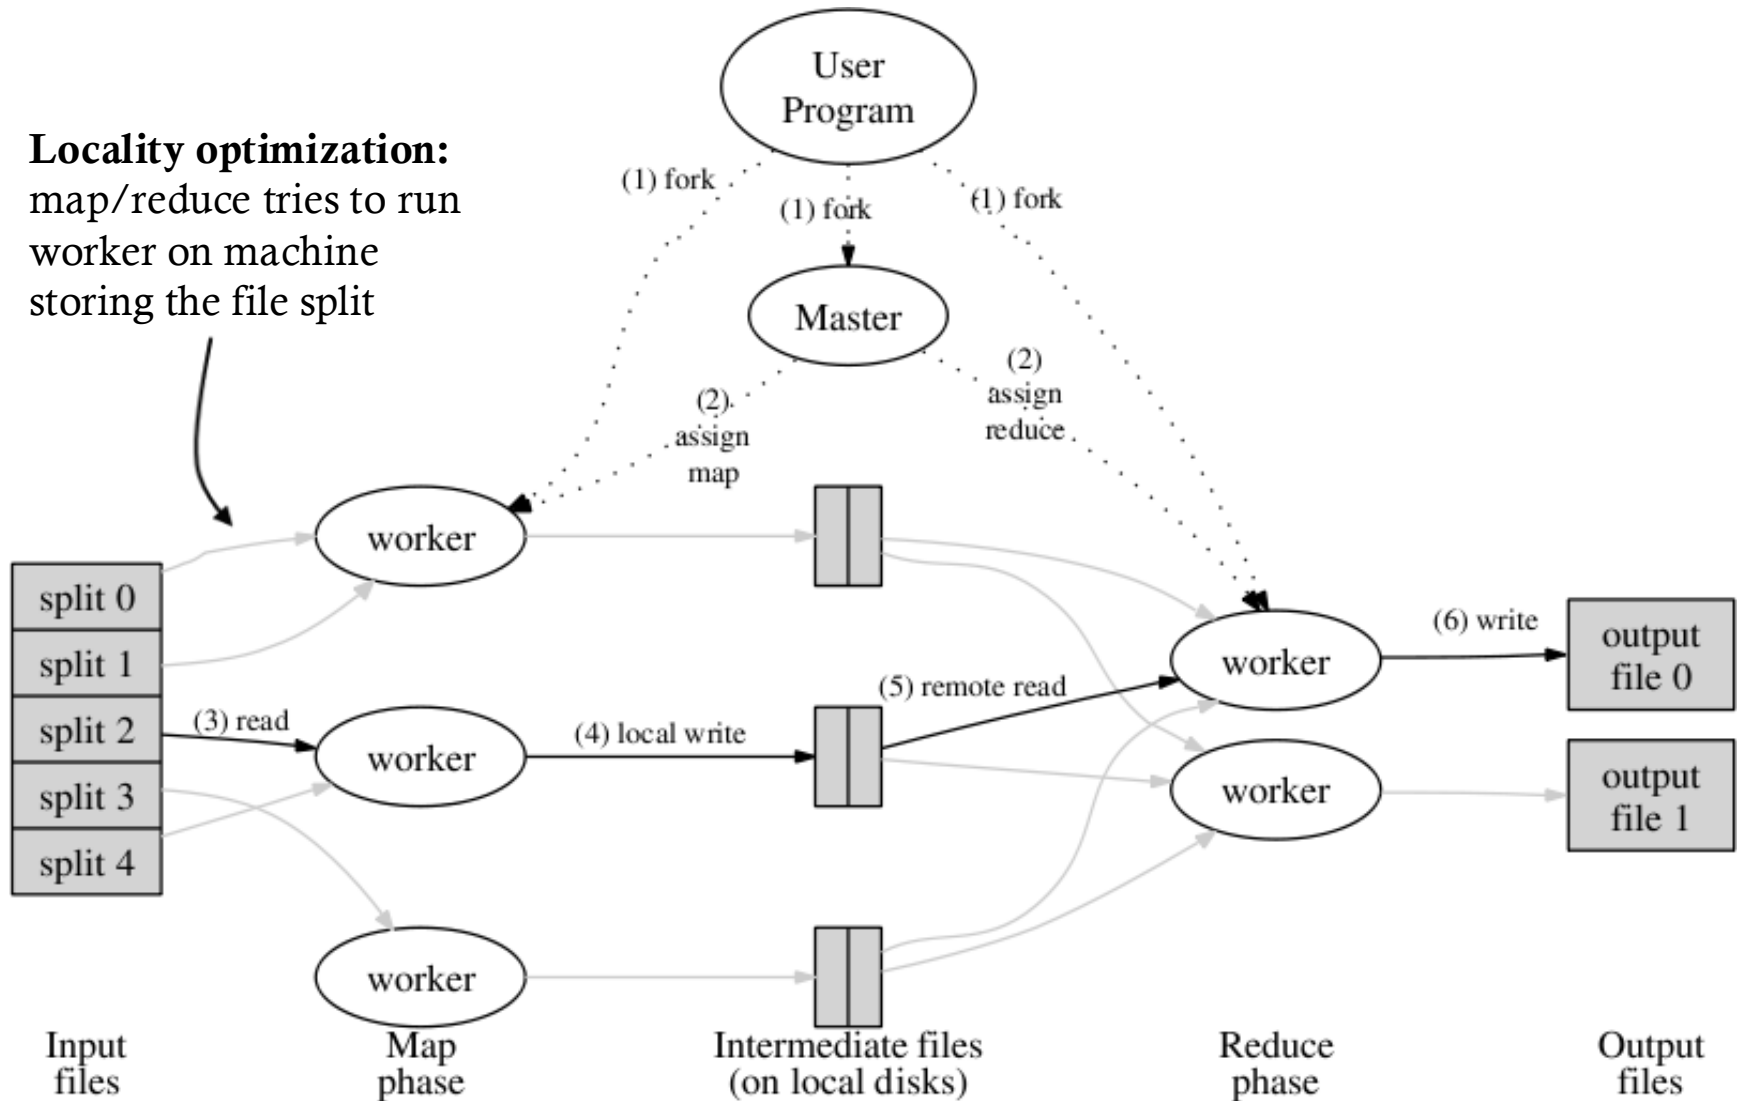 User
Program
Locality optimization:
map/reduce tries to run
worker on machine
storing the file split
(1) fork
(1) fork
(1) fork
Master
(2)
assign
map
(2)
assign
reduce
worker
split 0
split 1
split 2
split 3
split 4
(3) read
worker
(4) local write
worker
(5) remote read
worker
worker
(6) write
output
file 0
output
file 1
Input
files
Map
phase
Intermediate files
(on local disks)
Reduce
phase
Output
files